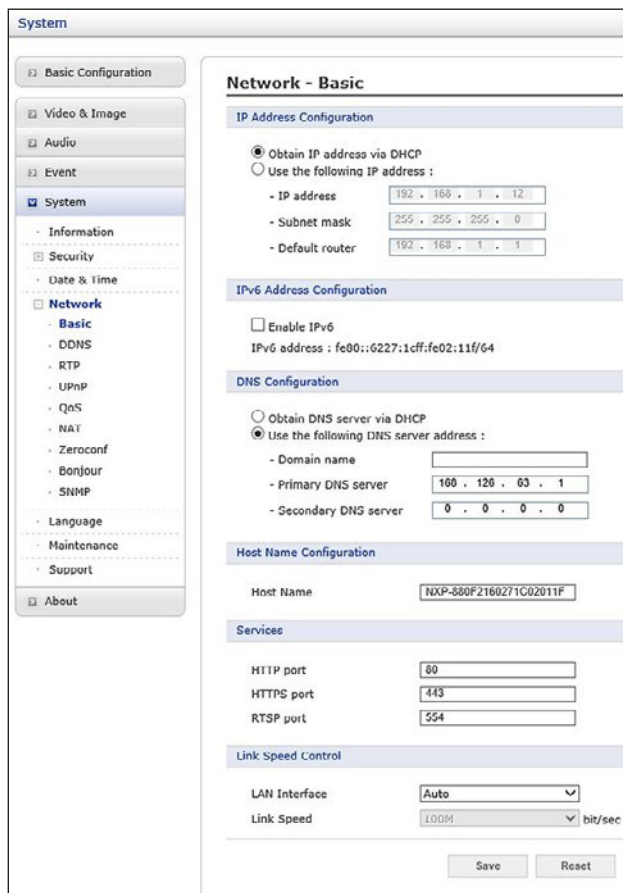 System
Basic Configuration
Video & Image
Audio
Event
System
Information
Security
Date & Time
Network
Basic
DDNS
RTP
UPnP
QoS
NAT
Zeroconf
Bonjour
SNMP
Language
Maintenance
Support
About
Network - Basic
IP Address Configuration
Obtain IP address via DHCP
Use the following IP address :
- IP address 192 . 168 . 1 . 12
- Subnet mask 255 . 255 . 255 . 0
- Default router 192 . 168 . 1 . 1
IPv6 Address Configuration
Enable IPv6
IPv6 address : fe80::6227:1cff:fe02:11f/64
DNS Configuration
Obtain DNS server via DHCP
Use the following DNS server address :
- Domain name
- Primary DNS server 168 . 126 . 63 . 1
- Secondary DNS server 0 . 0 . 0 . 0
Host Name Configuration
Host Name NXP-880F2160271C02011F
Services
HTTP port 80
HTTPS port 443
RTSP port 554
Link Speed Control
LAN Interface Auto
Link Speed 100M bit/sec
Save Reset